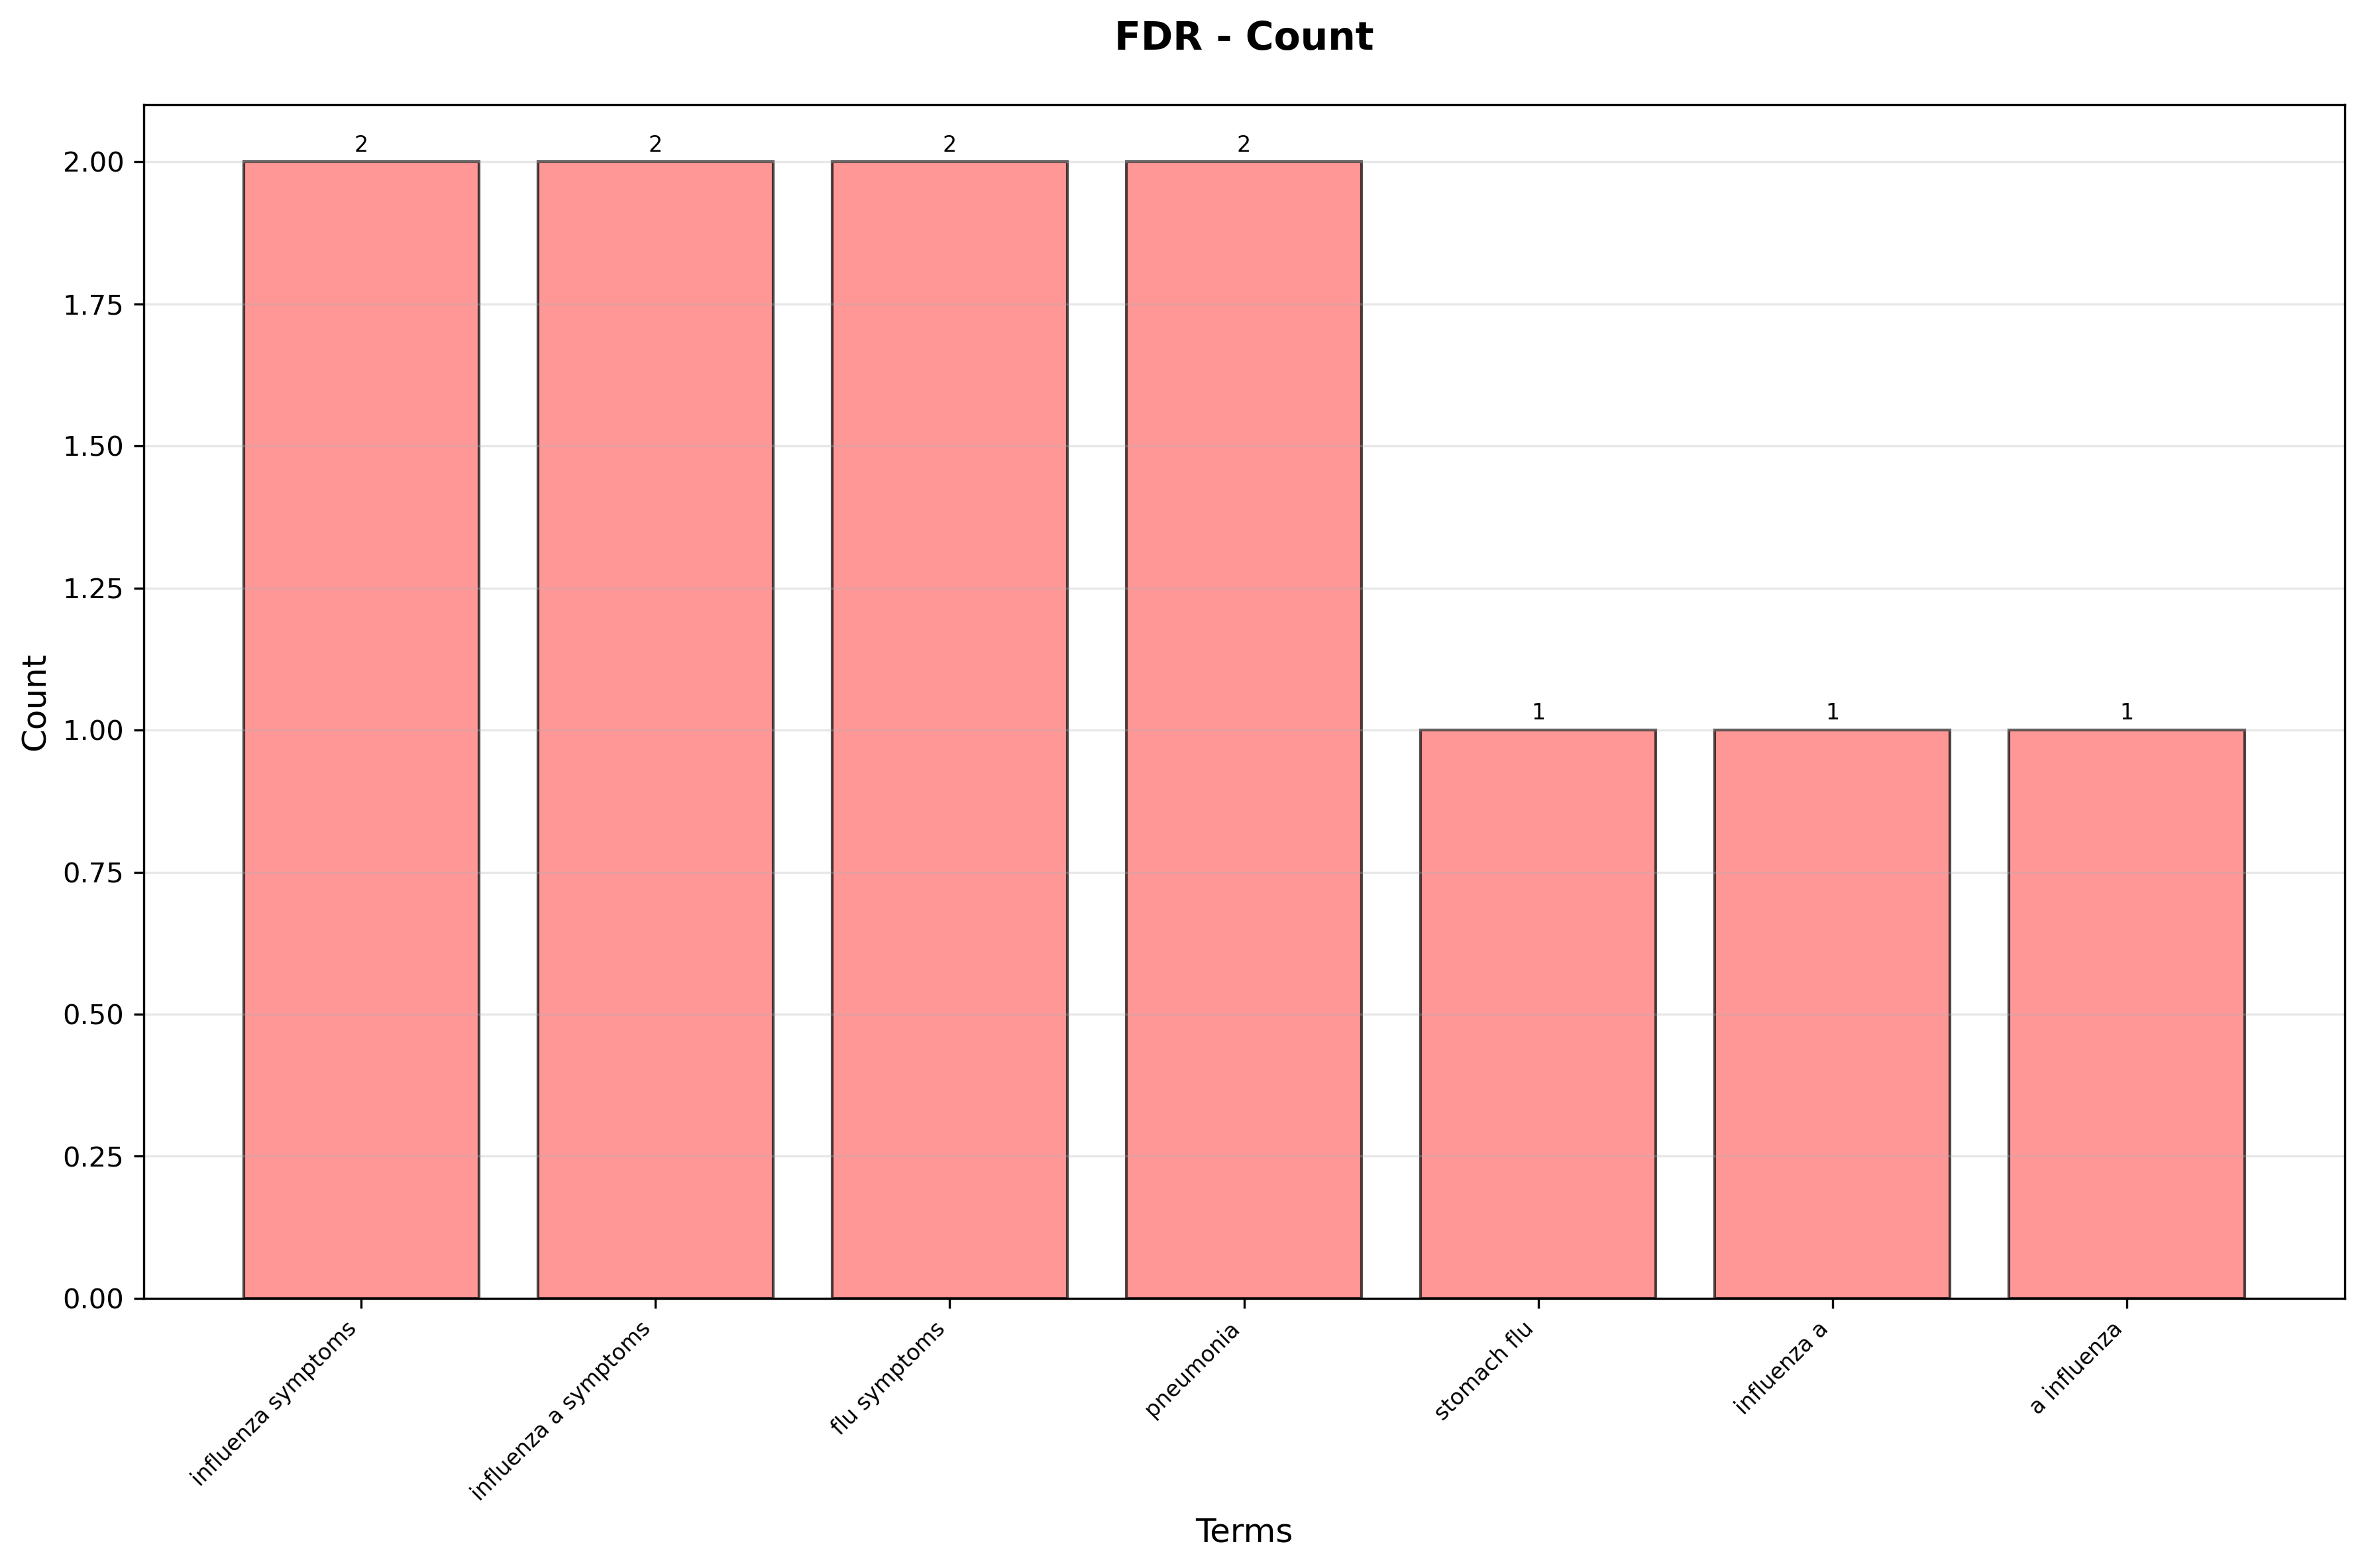 FDR - Count
2 2 2 2
2.00
1.75
1.50
1.25
1 1 1
1.00
0.75
0.50
0.25
0.00
Count
influenza symptoms
influenza a symptoms
flu symptoms
pneumonia
stomach flu
influenza a
a influenza
Terms